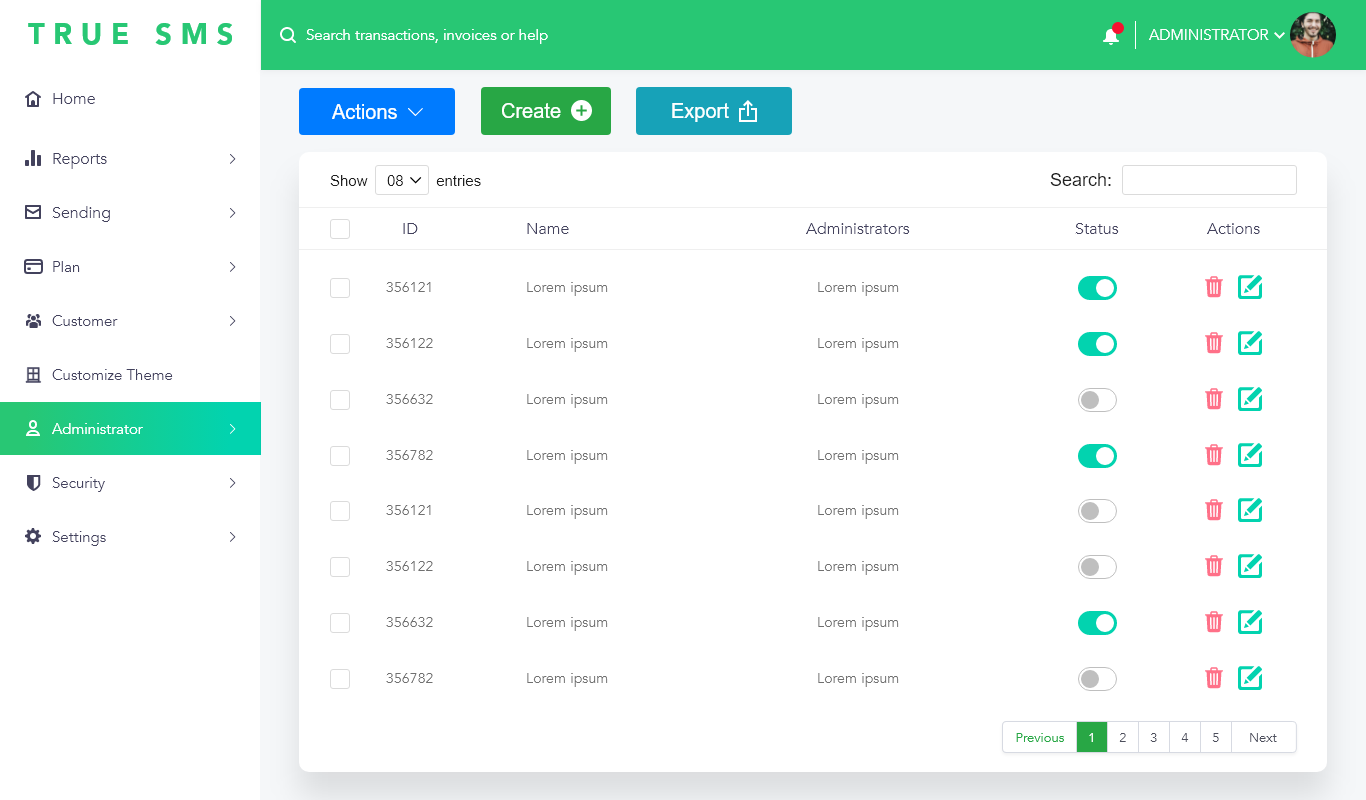 TRUE SMS
Search transactions, invoices or help
ADMINISTRATOR
Home
Reports
Sending
Plan
Customer
Customize Theme
Administrator
Security
Settings
Actions
Create
Export
Show 08 entries
Search:
ID Name Administrators Status Actions
356121 Lorem ipsum Lorem ipsum
356122 Lorem ipsum Lorem ipsum
356632 Lorem ipsum Lorem ipsum
356782 Lorem ipsum Lorem ipsum
356121 Lorem ipsum Lorem ipsum
356122 Lorem ipsum Lorem ipsum
356632 Lorem ipsum Lorem ipsum
356782 Lorem ipsum Lorem ipsum
Previous 1 2 3 4 5 Next